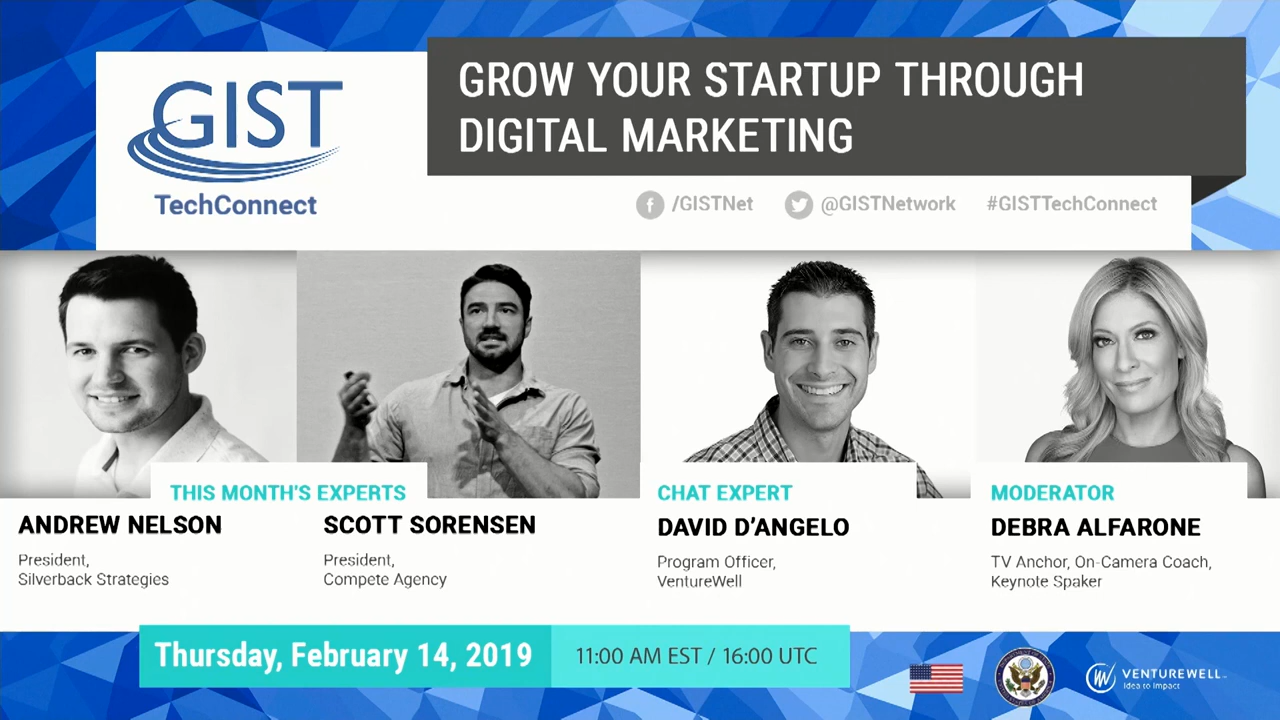 GIST
TechConnect
GROW YOUR STARTUP THROUGH
DIGITAL MARKETING
/GISTNet
@GISTNetwork
#GISTTechConnect
THIS MONTH'S EXPERTS
ANDREW NELSON
President,
Silverback Strategies
SCOTT SORENSEN
President,
Compete Agency
CHAT EXPERT
DAVID D'ANGELO
Program Officer,
VentureWell
MODERATOR
DEBRA ALFARONE
TV Anchor, On-Camera Coach,
Keynote Spaker
Thursday, February 14, 2019
11:00 AM EST / 16:00 UTC
VENTUREWELL
Idea to Impact